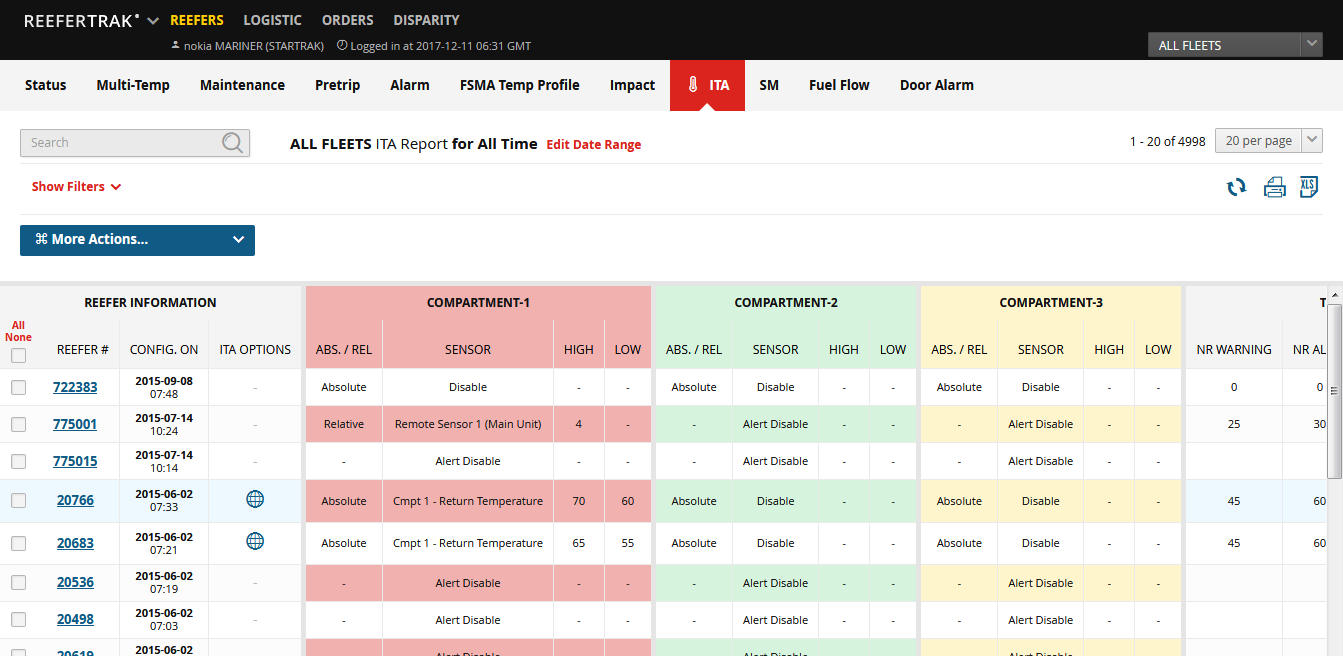 REEFERTRAK REEFERS LOGISTIC ORDERS DISPARITY
nokia MARINER (STARTRAK) Logged in at 2017-12-11 06:31 GMT
ALL FLEETS
Status Multi-Temp Maintenance Pretrip Alarm FSMA Temp Profile Impact ITA SM Fuel Flow Door Alarm
Search ALL FLEETS ITA Report for All Time Edit Date Range 1 - 20 of 4998 20 per page
Show Filters XLS
⌘ More Actions...
REEFER INFORMATION COMPARTMENT-1 COMPARTMENT-2 COMPARTMENT-3 T
All
None
REEFER # CONFIG. ON ITA OPTIONS ABS. / REL SENSOR HIGH LOW ABS. / REL SENSOR HIGH LOW ABS. / REL SENSOR HIGH LOW NR WARNING NR AL
722383 2015-09-08 07:48 - Absolute Disable - - Absolute Disable - - Absolute Disable - - 0 0
775001 2015-07-14 10:24 - Relative Remote Sensor 1 (Main Unit) 4 - - Alert Disable - - - Alert Disable - - 25 30
775015 2015-07-14 10:14 - - Alert Disable - - - Alert Disable - - - Alert Disable - -
20766 2015-06-02 07:33 Absolute Cmpt 1 - Return Temperature 70 60 Absolute Disable - - Absolute Disable - - 45 60
20683 2015-06-02 07:21 Absolute Cmpt 1 - Return Temperature 65 55 Absolute Disable - - Absolute Disable - - 45 60
20536 2015-06-02 07:19 - - Alert Disable - - - Alert Disable - - - Alert Disable - -
20498 2015-06-02 07:03 - - Alert Disable - - - Alert Disable - - - Alert Disable - -
2015-06-02